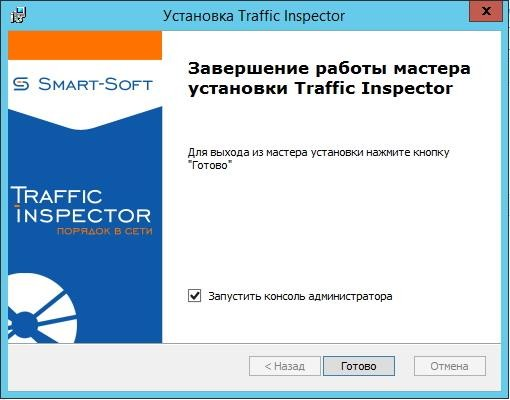 Установка Traffic Inspector
x
SMART-SOFT
TRAFFIC
INSPECTOR
ПОРЯДОК В СЕТИ
Завершение работы мастера
установки Traffic Inspector
Для выхода из мастера установки нажмите кнопку
"Готово"
Запустить консоль администратора
< Назад
Готово
Отмена